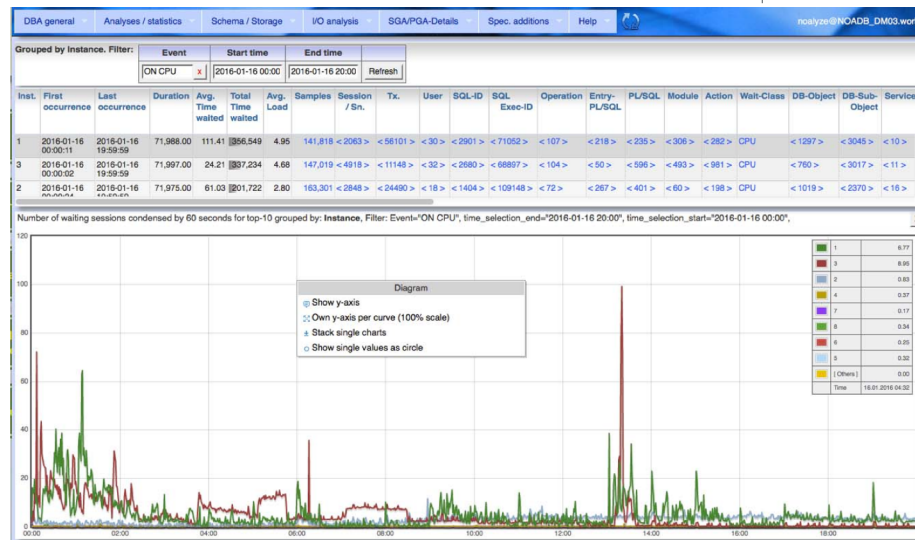 DBA general Analyses / statistics Schema / Storage I/O analysis SGA/PGA-Details Spec. additions Help noalyze@NOADB_DM03.wor
Grouped by Instance. Filter: Event Start time End time
ON CPU x 2016-01-16 00:00 2016-01-16 20:00 Refresh
Inst. First occurrence Last occurrence Duration Avg. Time waited Total Time waited Avg. Load Samples Session / Sn. Tx. User SQL-ID SQL Exec-ID Operation Entry-PL/SQL PL/SQL Module Action Wait-Class DB-Object DB-Sub-Object Service
1 2016-01-16 00:00:11 2016-01-16 19:59:59 71,988.00 111.41 356,549 4.95 141,818 < 2063 > < 56101 > < 30 > < 2901 > < 71052 > < 107 > < 218 > < 235 > < 306 > < 282 > CPU < 1297 > < 3045 > < 10 >
3 2016-01-16 00:00:02 2016-01-16 19:59:59 71,997.00 24.21 337,234 4.68 147,019 < 4918 > < 11148 > < 32 > < 2680 > < 68897 > < 104 > < 50 > < 596 > < 493 > < 981 > CPU < 760 > < 3017 > < 11 >
2 2016-01-16 2016-01-16 71,975.00 61.03 201,722 2.80 163,301 < 2848 > < 24490 > < 18 > < 1404 > < 109148 > < 72 > < 267 > < 401 > < 60 > < 198 > CPU < 1019 > < 2370 > < 16 >
Number of waiting sessions condensed by 60 seconds for top-10 grouped by: Instance, Filter: Event="ON CPU", time_selection_end="2016-01-16 20:00", time_selection_start="2016-01-16 00:00",
120
100
80
60
40
20
0
Diagram
Show y-axis
Own y-axis per curve (100% scale)
Stack single charts
Show single values as circle
1 6.77
3 8.95
2 0.83
4 0.37
7 0.17
8 0.34
6 0.25
5 0.32
[ Others ] 0.00
Time 16.01.2016 04:32
00:00 02:00 04:00 06:00 08:00 10:00 12:00 14:00 16:00 18:00